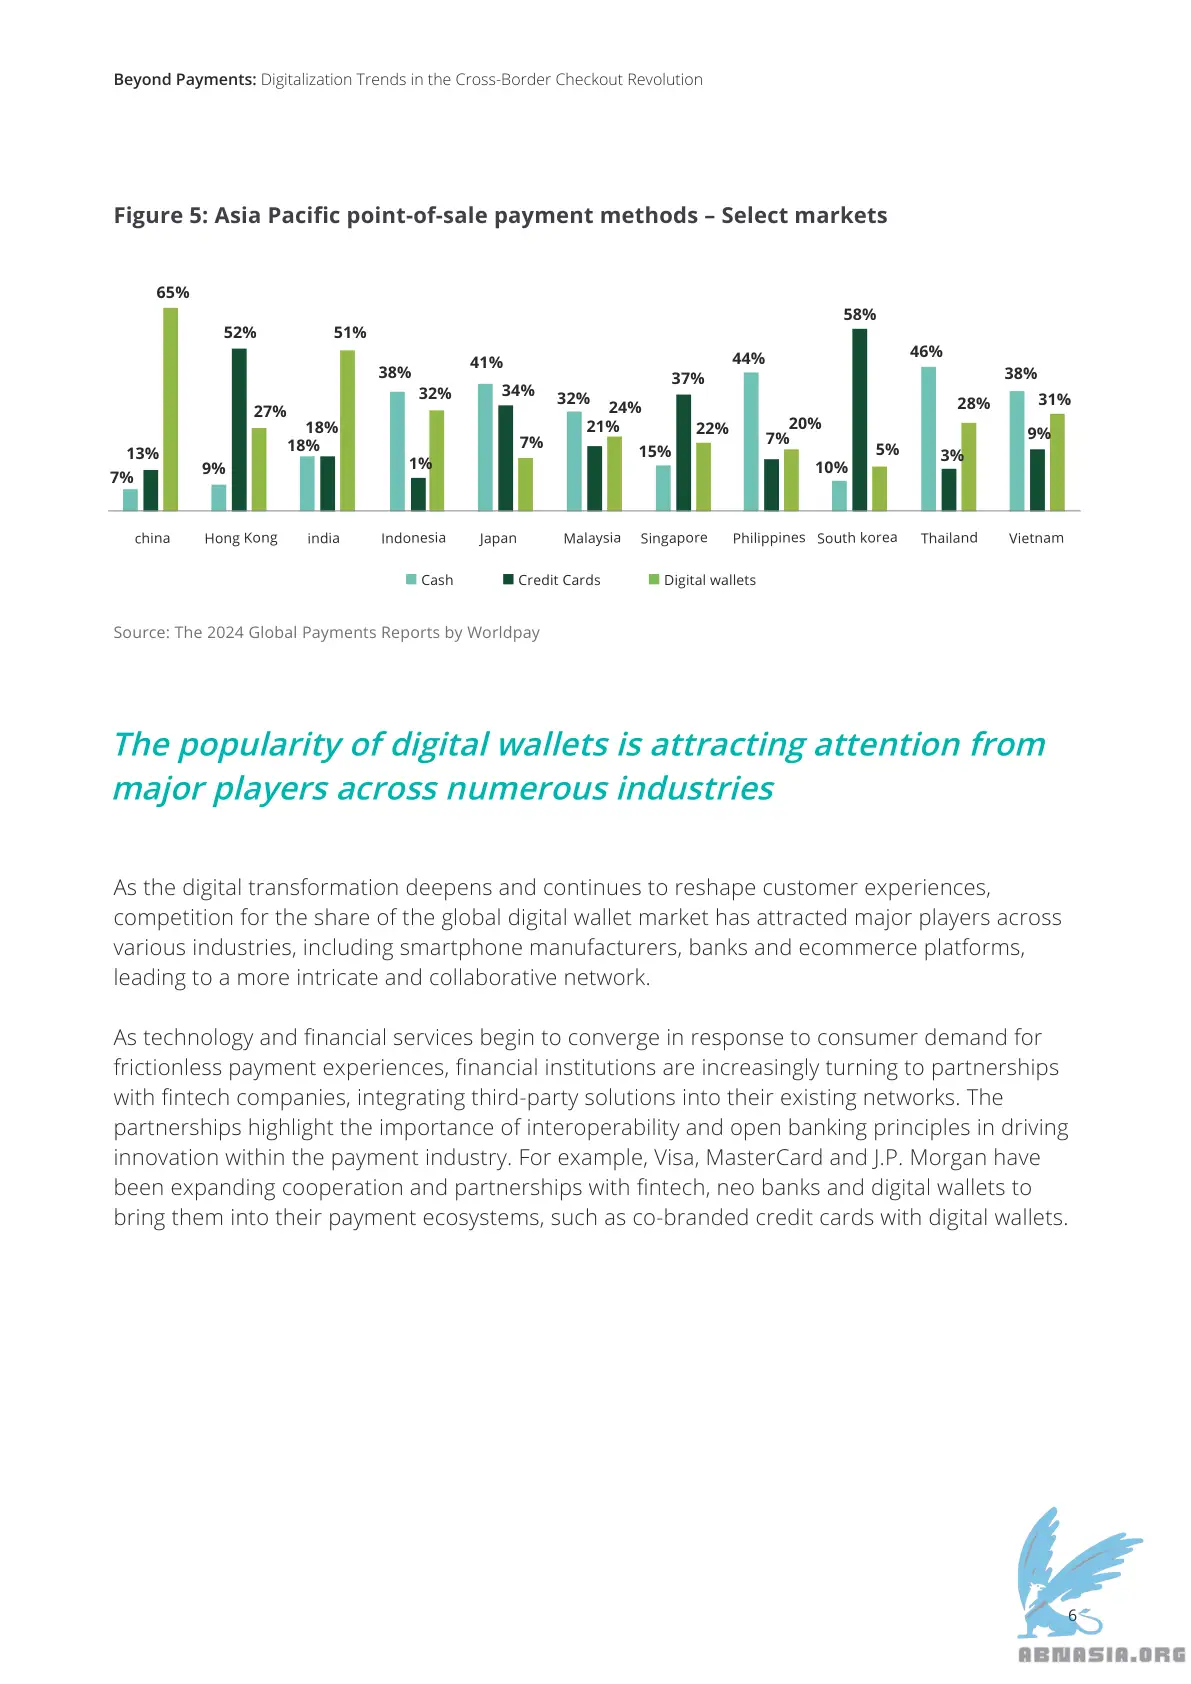 Beyond Payments: Digitalization Trends in the Cross-Border Checkout Revolution
Figure 5: Asia Pacific point-of-sale payment methods – Select markets
7% 13% 65%
9% 52% 27%
18% 18% 51%
38% 1% 32%
41% 34% 7%
32% 21% 24%
15% 37% 22%
44% 7% 20%
10% 58% 5%
46% 3% 28%
38% 9% 31%
china Hong Kong india Indonesia Japan Malaysia Singapore Philippines South korea Thailand Vietnam
Cash Credit Cards Digital wallets
Source: The 2024 Global Payments Reports by Worldpay
The popularity of digital wallets is attracting attention from
major players across numerous industries
As the digital transformation deepens and continues to reshape customer experiences,
competition for the share of the global digital wallet market has attracted major players across
various industries, including smartphone manufacturers, banks and ecommerce platforms,
leading to a more intricate and collaborative network.
As technology and financial services begin to converge in response to consumer demand for
frictionless payment experiences, financial institutions are increasingly turning to partnerships
with fintech companies, integrating third-party solutions into their existing networks. The
partnerships highlight the importance of interoperability and open banking principles in driving
innovation within the payment industry. For example, Visa, MasterCard and J.P. Morgan have
been expanding cooperation and partnerships with fintech, neo banks and digital wallets to
bring them into their payment ecosystems, such as co-branded credit cards with digital wallets.
6
ABNASIA.ORG